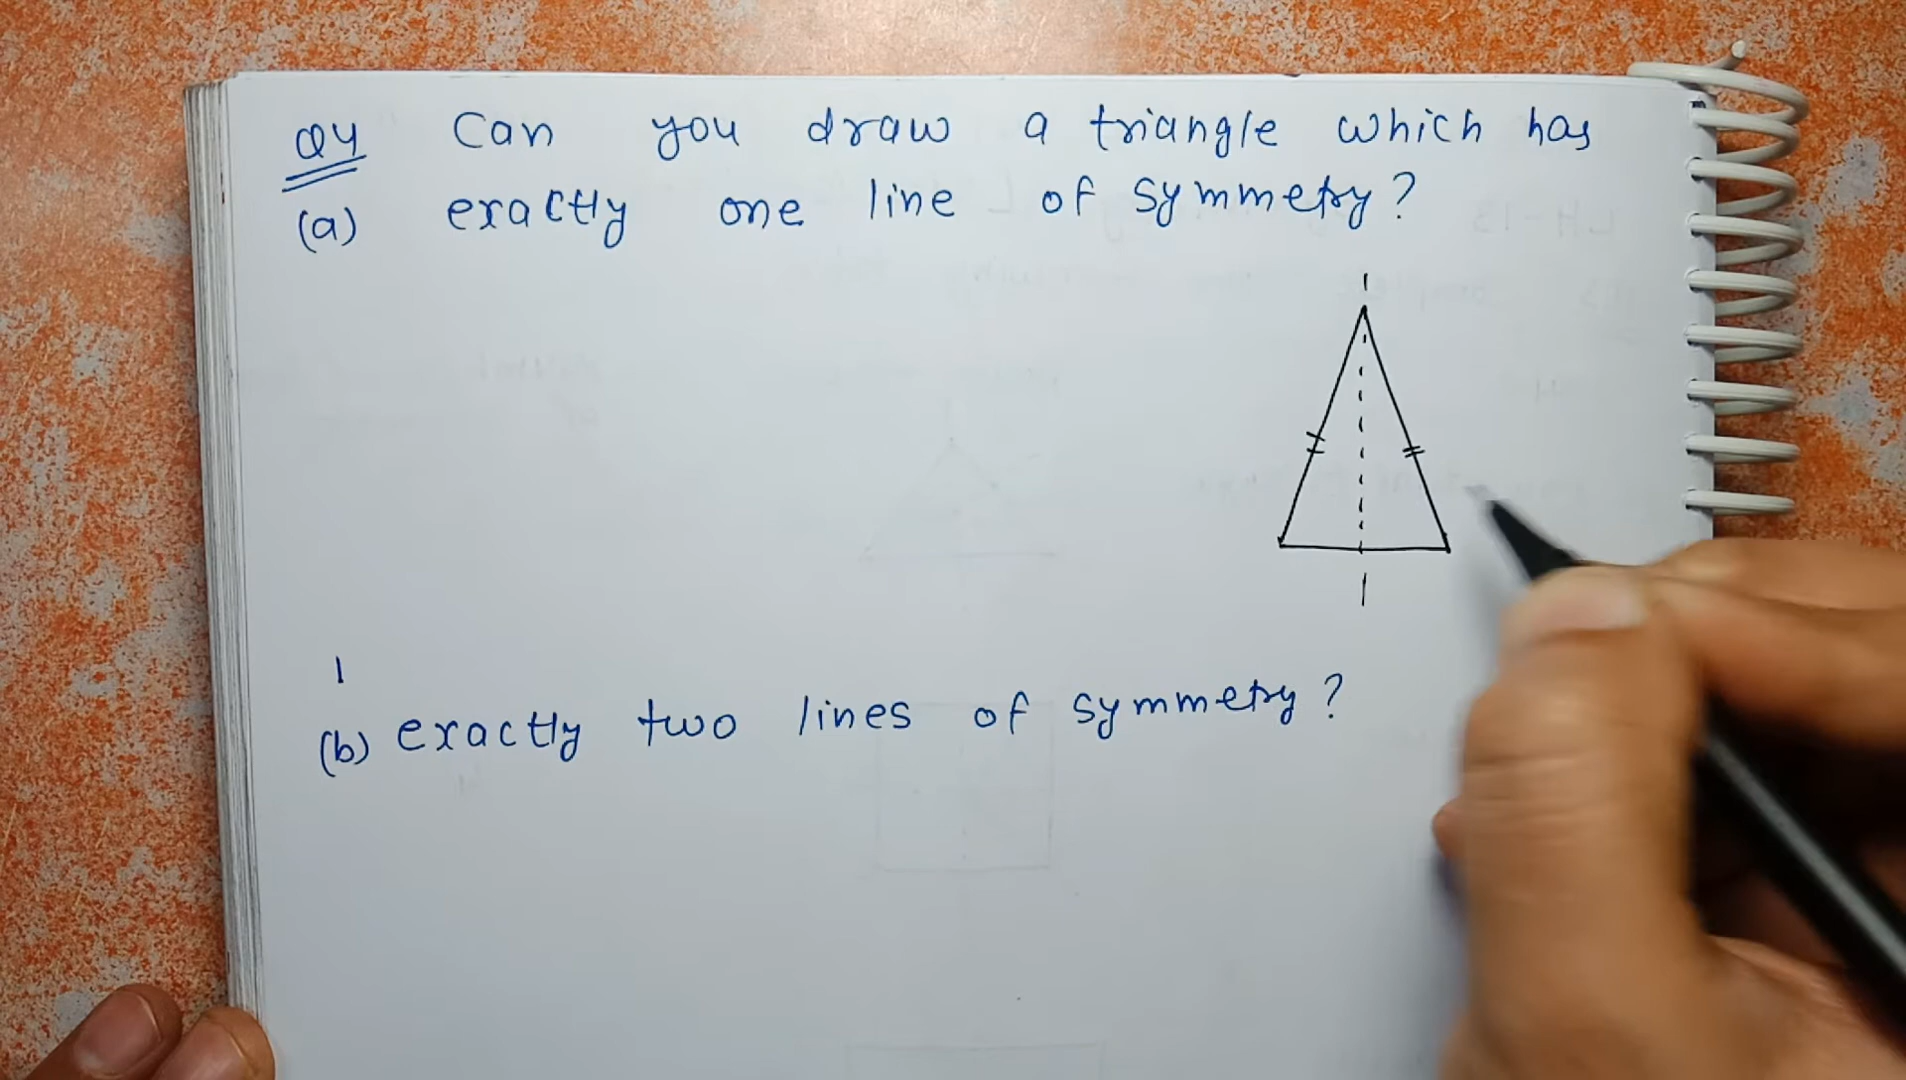 Q4 Can you draw a triangle which has
(a) exactly one line of symmetry?
(b) exactly two lines of symmetry?